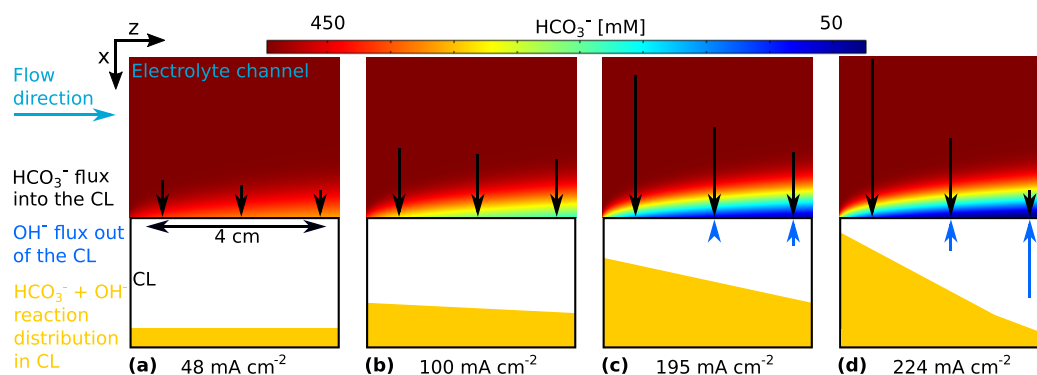 450
HCO₃⁻ [mM]
50
z
x
Electrolyte channel
Flow
direction
HCO₃⁻ flux
into the CL
4 cm
OH⁻ flux out
of the CL
CL
HCO₃⁻ + OH⁻
reaction
distribution
in CL
(a) 48 mA cm⁻²
(b) 100 mA cm⁻²
(c) 195 mA cm⁻²
(d) 224 mA cm⁻²